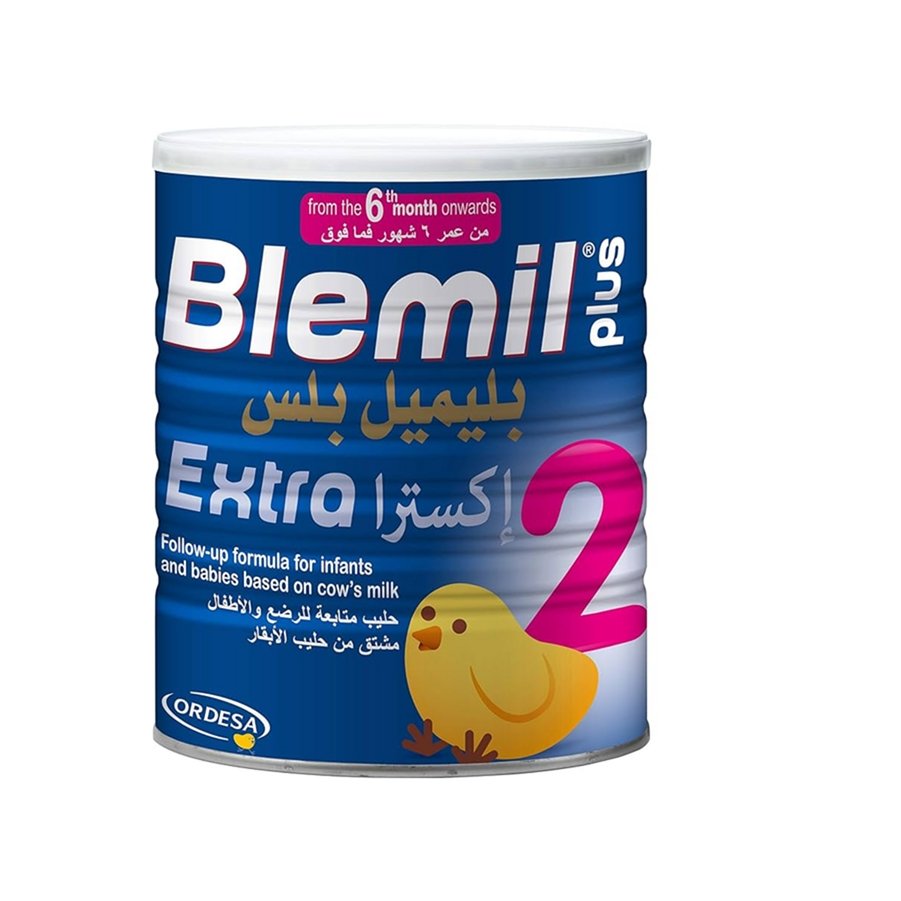 from the 6th month onwards
من عمر ٦ شهور فما فوق
Blemil® plus
بليميل بلس
Extra إكسترا 2
Follow-up formula for infants
and babies based on cow's milk
حليب متابعة للرضع والأطفال
مشتق من حليب الأبقار
ORDESA